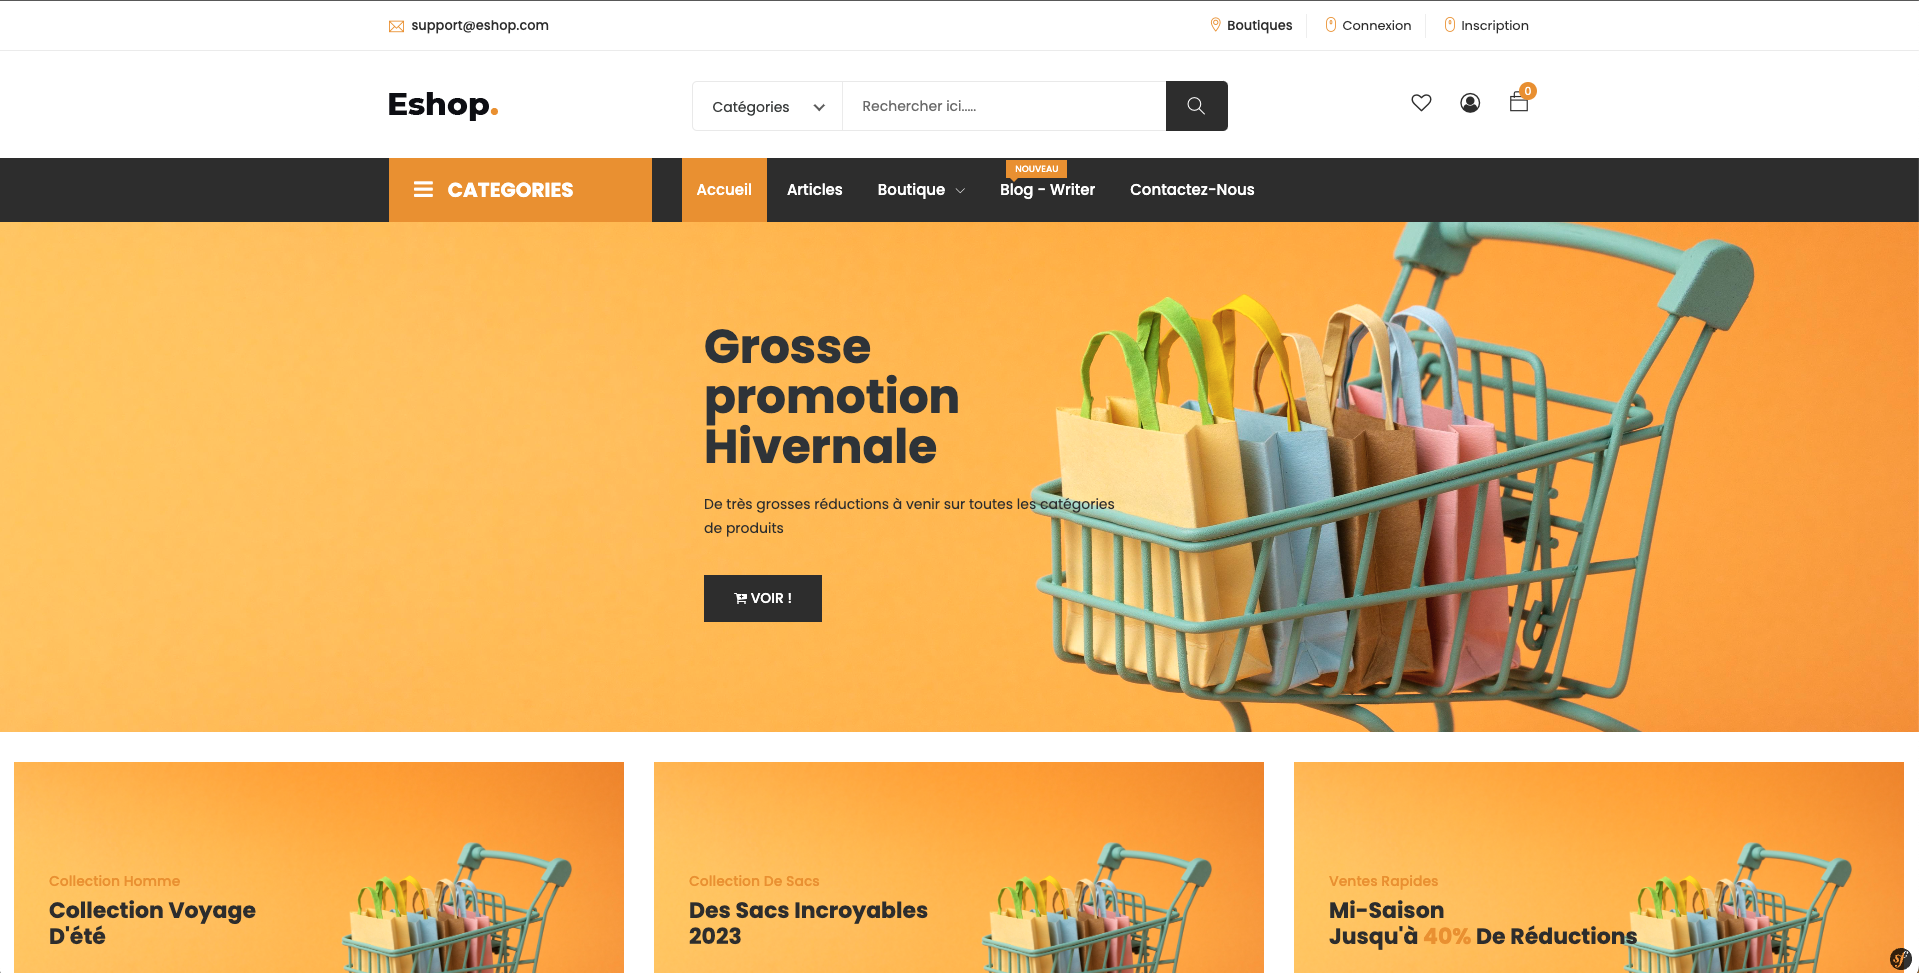 support@eshop.com
Boutiques
Connexion
Inscription
Eshop.
Catégories
Rechercher ici.....
0
CATEGORIES
Accueil
Articles
Boutique
NOUVEAU
Blog - Writer
Contactez-Nous
Grosse
promotion
Hivernale
De très grosses réductions à venir sur toutes les catégories
de produits
VOIR !
Collection Homme
Collection Voyage
D'été
Collection De Sacs
Des Sacs Incroyables
2023
Ventes Rapides
Mi-Saison
Jusqu'à 40% De Réductions
sf